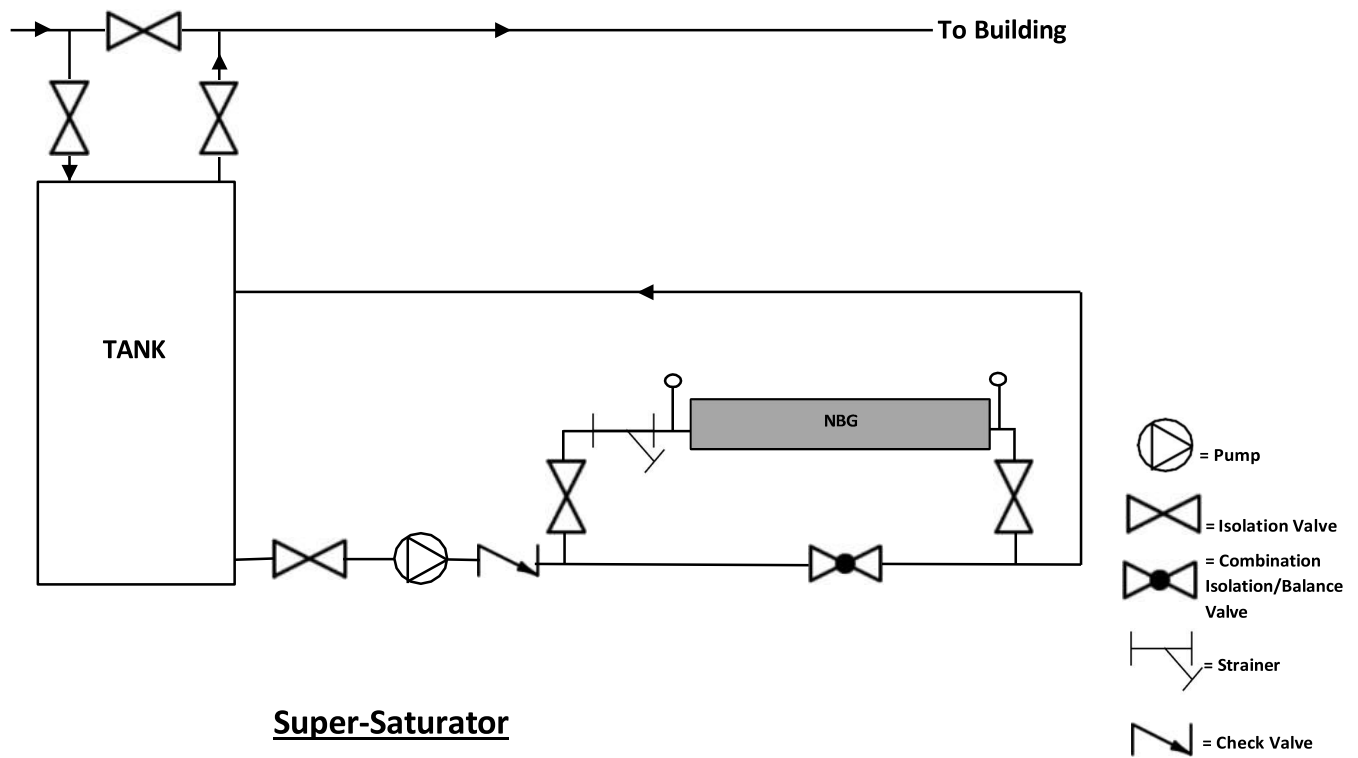 To Building
TANK
NBG
= Pump
= Isolation Valve
= Combination
Isolation/Balance
Valve
= Strainer
= Check Valve
Super-Saturator